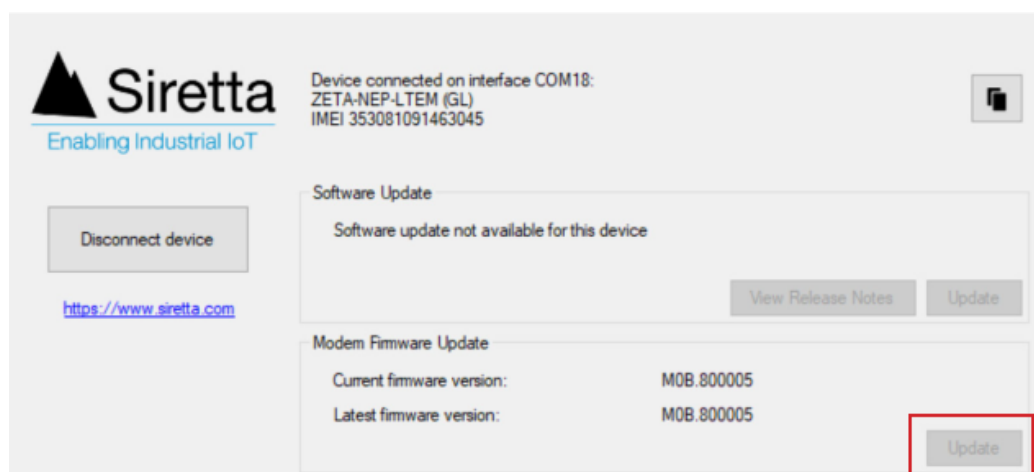 Siretta
Enabling Industrial IoT
Device connected on interface COM18:
ZETA-NEP-LTEM (GL)
IMEI 353081091463045
Disconnect device
https://www.siretta.com
Software Update
Software update not available for this device
View Release Notes
Update
Modem Firmware Update
Current firmware version: M0B.800005
Latest firmware version: M0B.800005
Update